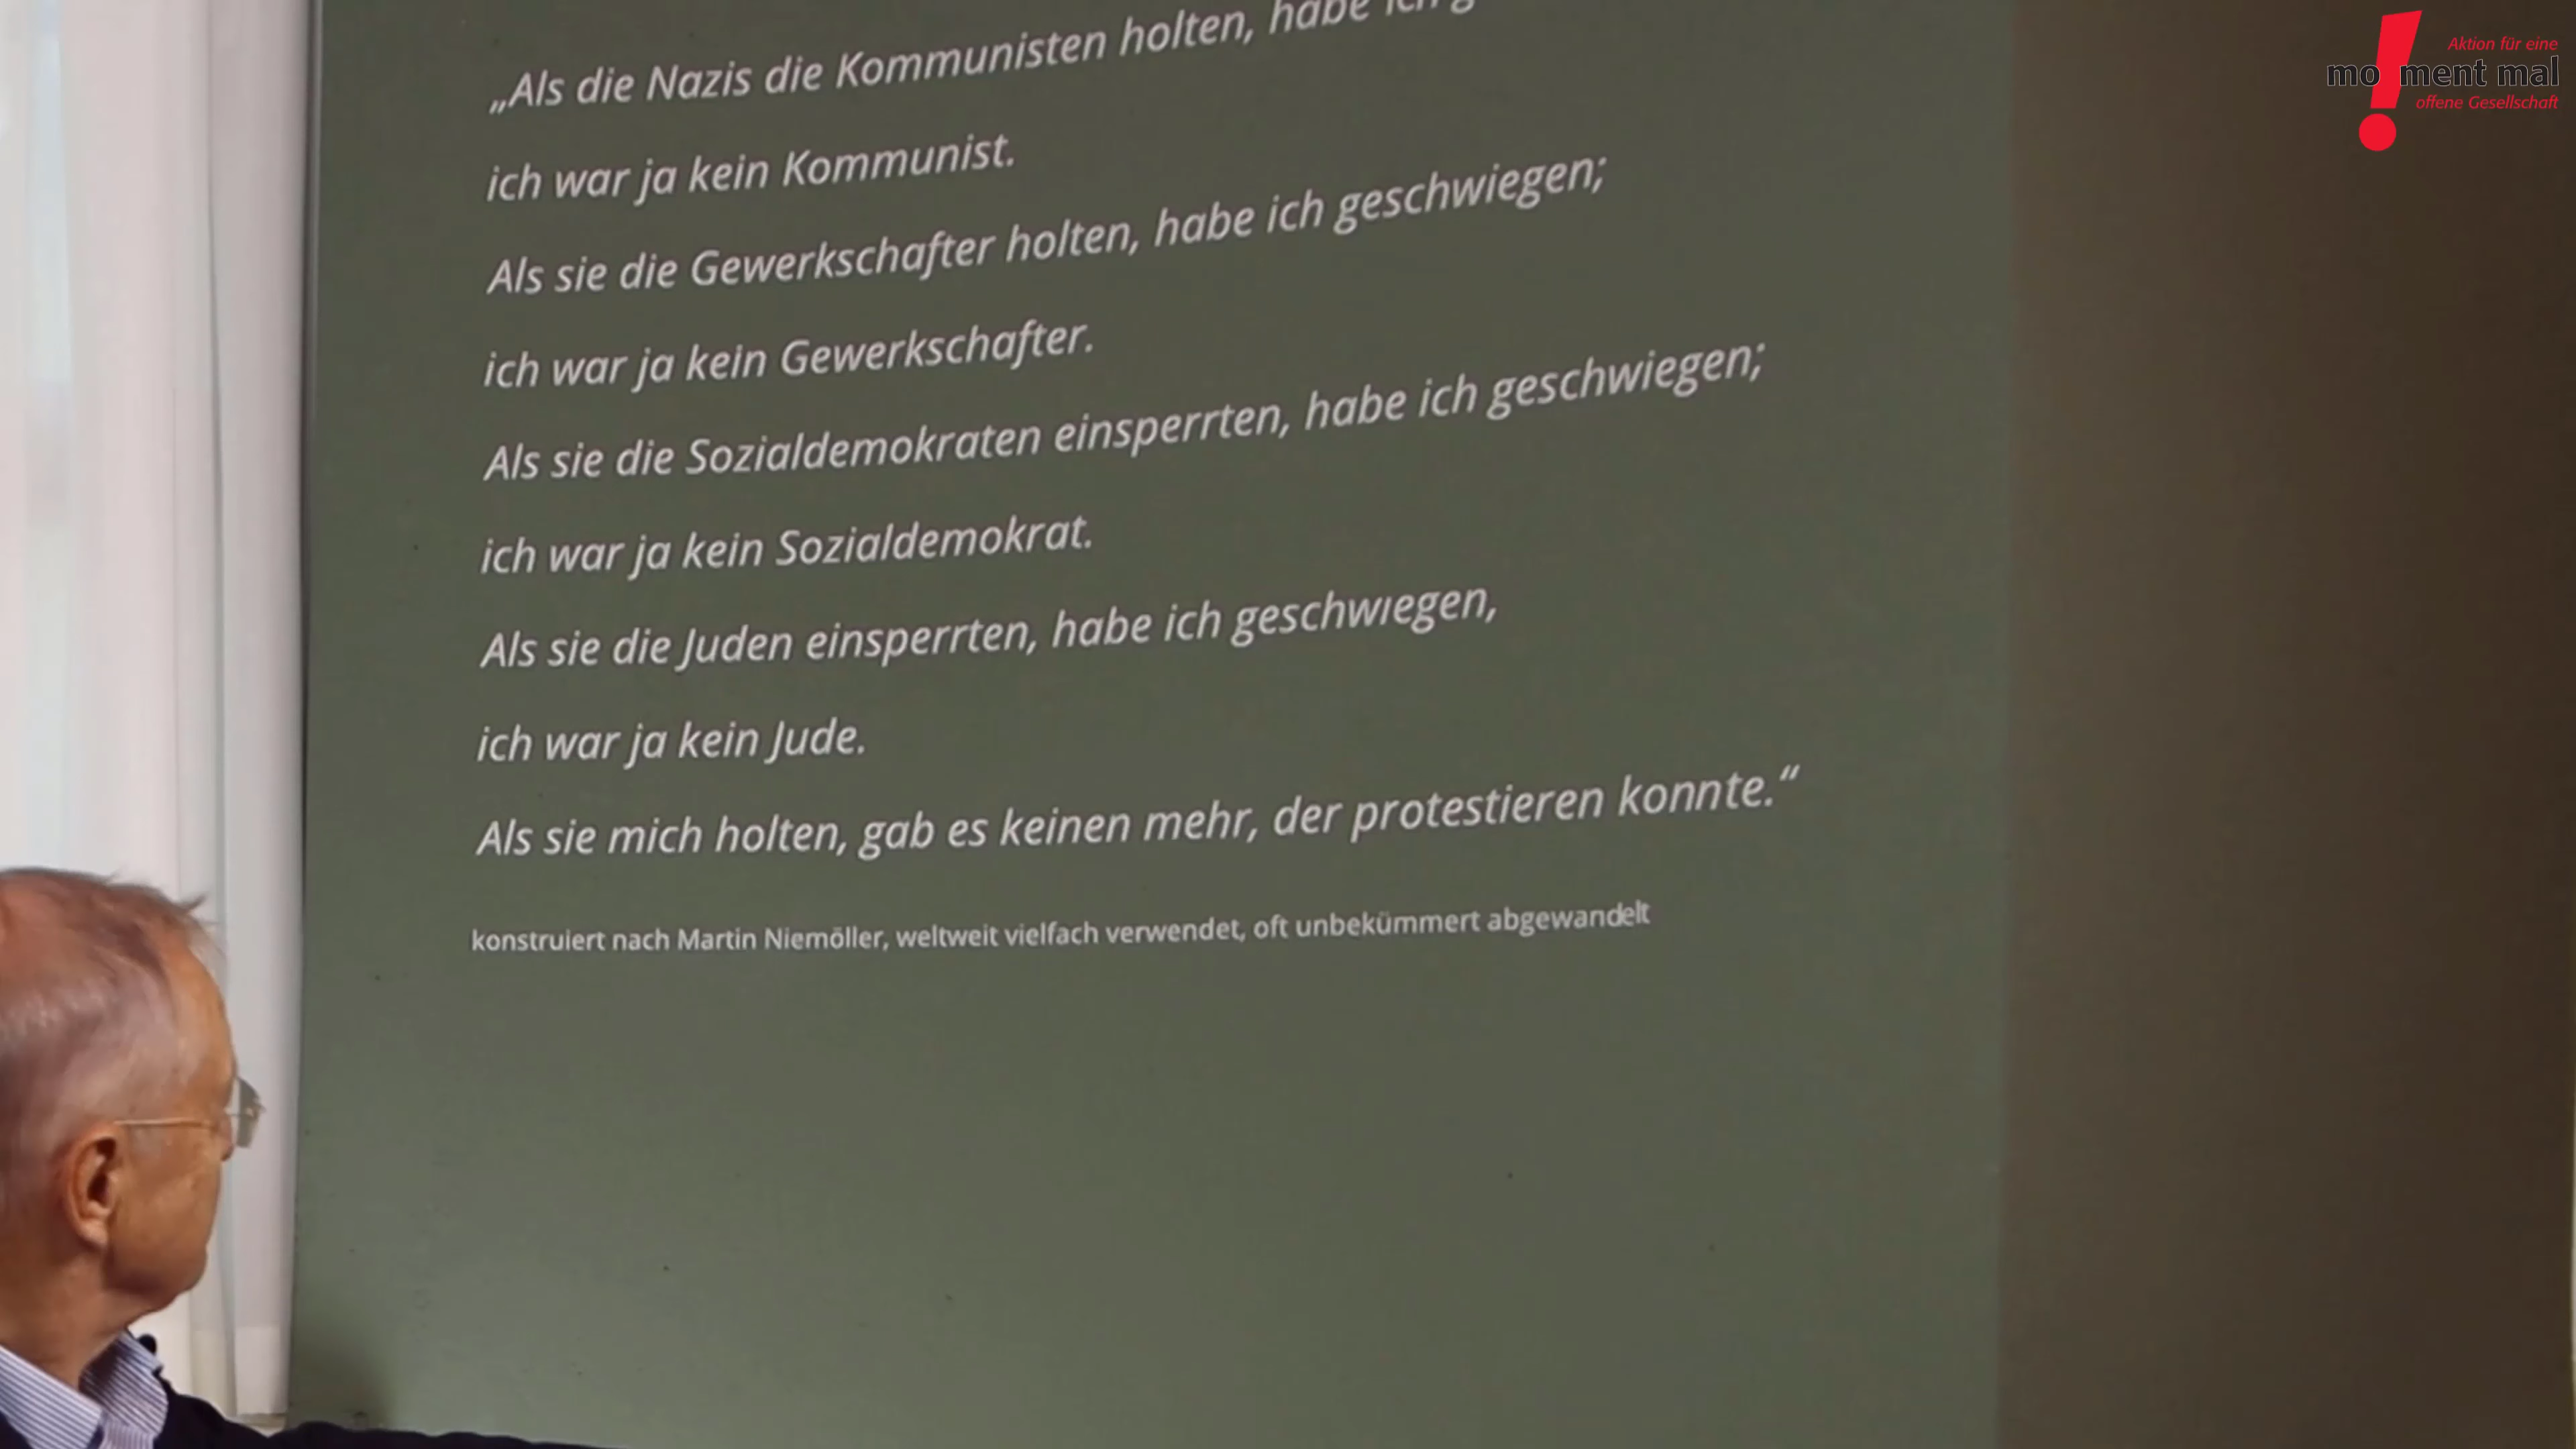 „Als die Nazis die Kommunisten holten, habe ich
ich war ja kein Kommunist.
Als sie die Gewerkschafter holten, habe ich geschwiegen;
ich war ja kein Gewerkschafter.
Als sie die Sozialdemokraten einsperrten, habe ich geschwiegen;
ich war ja kein Sozialdemokrat.
Als sie die Juden einsperrten, habe ich geschwiegen,
ich war ja kein Jude.
Als sie mich holten, gab es keinen mehr, der protestieren konnte.“
konstruiert nach Martin Niemöller, weltweit vielfach verwendet, oft unbekümmert abgewandelt
Aktion für eine
mo!ment mal
offene Gesellschaft